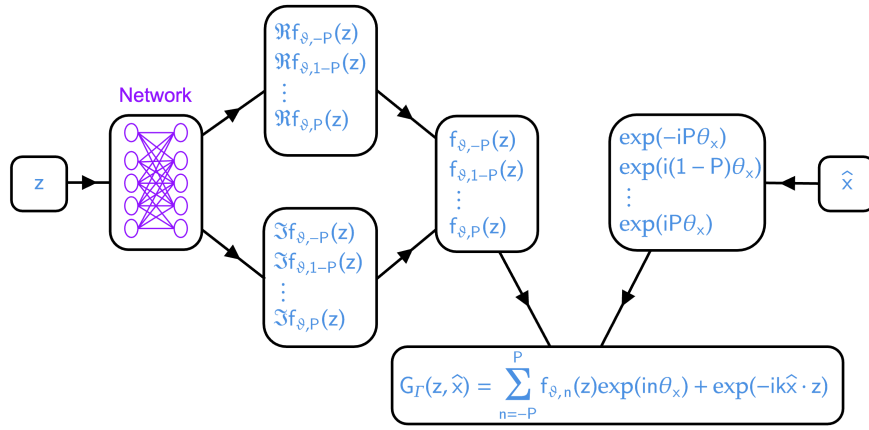 z
Network
ℜf_{ϑ,−P}(z)
ℜf_{ϑ,1−P}(z)
⋮
ℜf_{ϑ,P}(z)
ℑf_{ϑ,−P}(z)
ℑf_{ϑ,1−P}(z)
⋮
ℑf_{ϑ,P}(z)
f_{ϑ,−P}(z)
f_{ϑ,1−P}(z)
⋮
f_{ϑ,P}(z)
exp(−iPθ_x)
exp(i(1 − P)θ_x)
⋮
exp(iPθ_x)
x̂
G_Γ(z, x̂) = ∑_{n=−P}^{P} f_{ϑ,n}(z)exp(inθ_x) + exp(−ikx̂ · z)